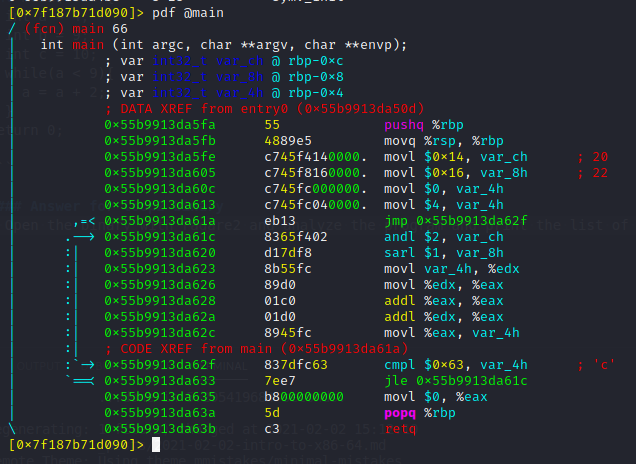 [0×7f187b71d090]> pdf @main
/ (fcn) main 66
|   int main (int argc, char **argv, char **envp);
|           ; var int32_t var_ch @ rbp-0×c
|           ; var int32_t var_8h @ rbp-0×8
|           ; var int32_t var_4h @ rbp-0×4
|           ; DATA XREF from entry0 (0×55b9913da50d)
|           0×55b9913da5fa      55             pushq %rbp
|           0×55b9913da5fb      4889e5         movq %rsp, %rbp
|           0×55b9913da5fe      c745f4140000.  movl $0×14, var_ch      ; 20
|           0×55b9913da605      c745f8160000.  movl $0×16, var_8h      ; 22
|           0×55b9913da60c      c745fc000000.  movl $0, var_4h
|           0×55b9913da613      c745fc040000.  movl $4, var_4h
|       ,=< 0×55b9913da61a      eb13           jmp 0×55b9913da62f
|      .--> 0×55b9913da61c      8365f402       andl $2, var_ch
|      :|   0×55b9913da620      d17df8         sarl $1, var_8h
|      :|   0×55b9913da623      8b55fc         movl var_4h, %edx
|      :|   0×55b9913da626      89d0           movl %edx, %eax
|      :|   0×55b9913da628      01c0           addl %eax, %eax
|      :|   0×55b9913da62a      01d0           addl %edx, %eax
|      :|   0×55b9913da62c      8945fc         movl %eax, var_4h
|      :|   ; CODE XREF from main (0×55b9913da61a)
|      :`-> 0×55b9913da62f      837dfc63       cmpl $0×63, var_4h      ; 'c'
|      `==< 0×55b9913da633      7ee7           jle 0×55b9913da61c
|           0×55b9913da635      b800000000     movl $0, %eax
|           0×55b9913da63a      5d             popq %rbp
\           0×55b9913da63b      c3             retq
[0×7f187b71d090]>